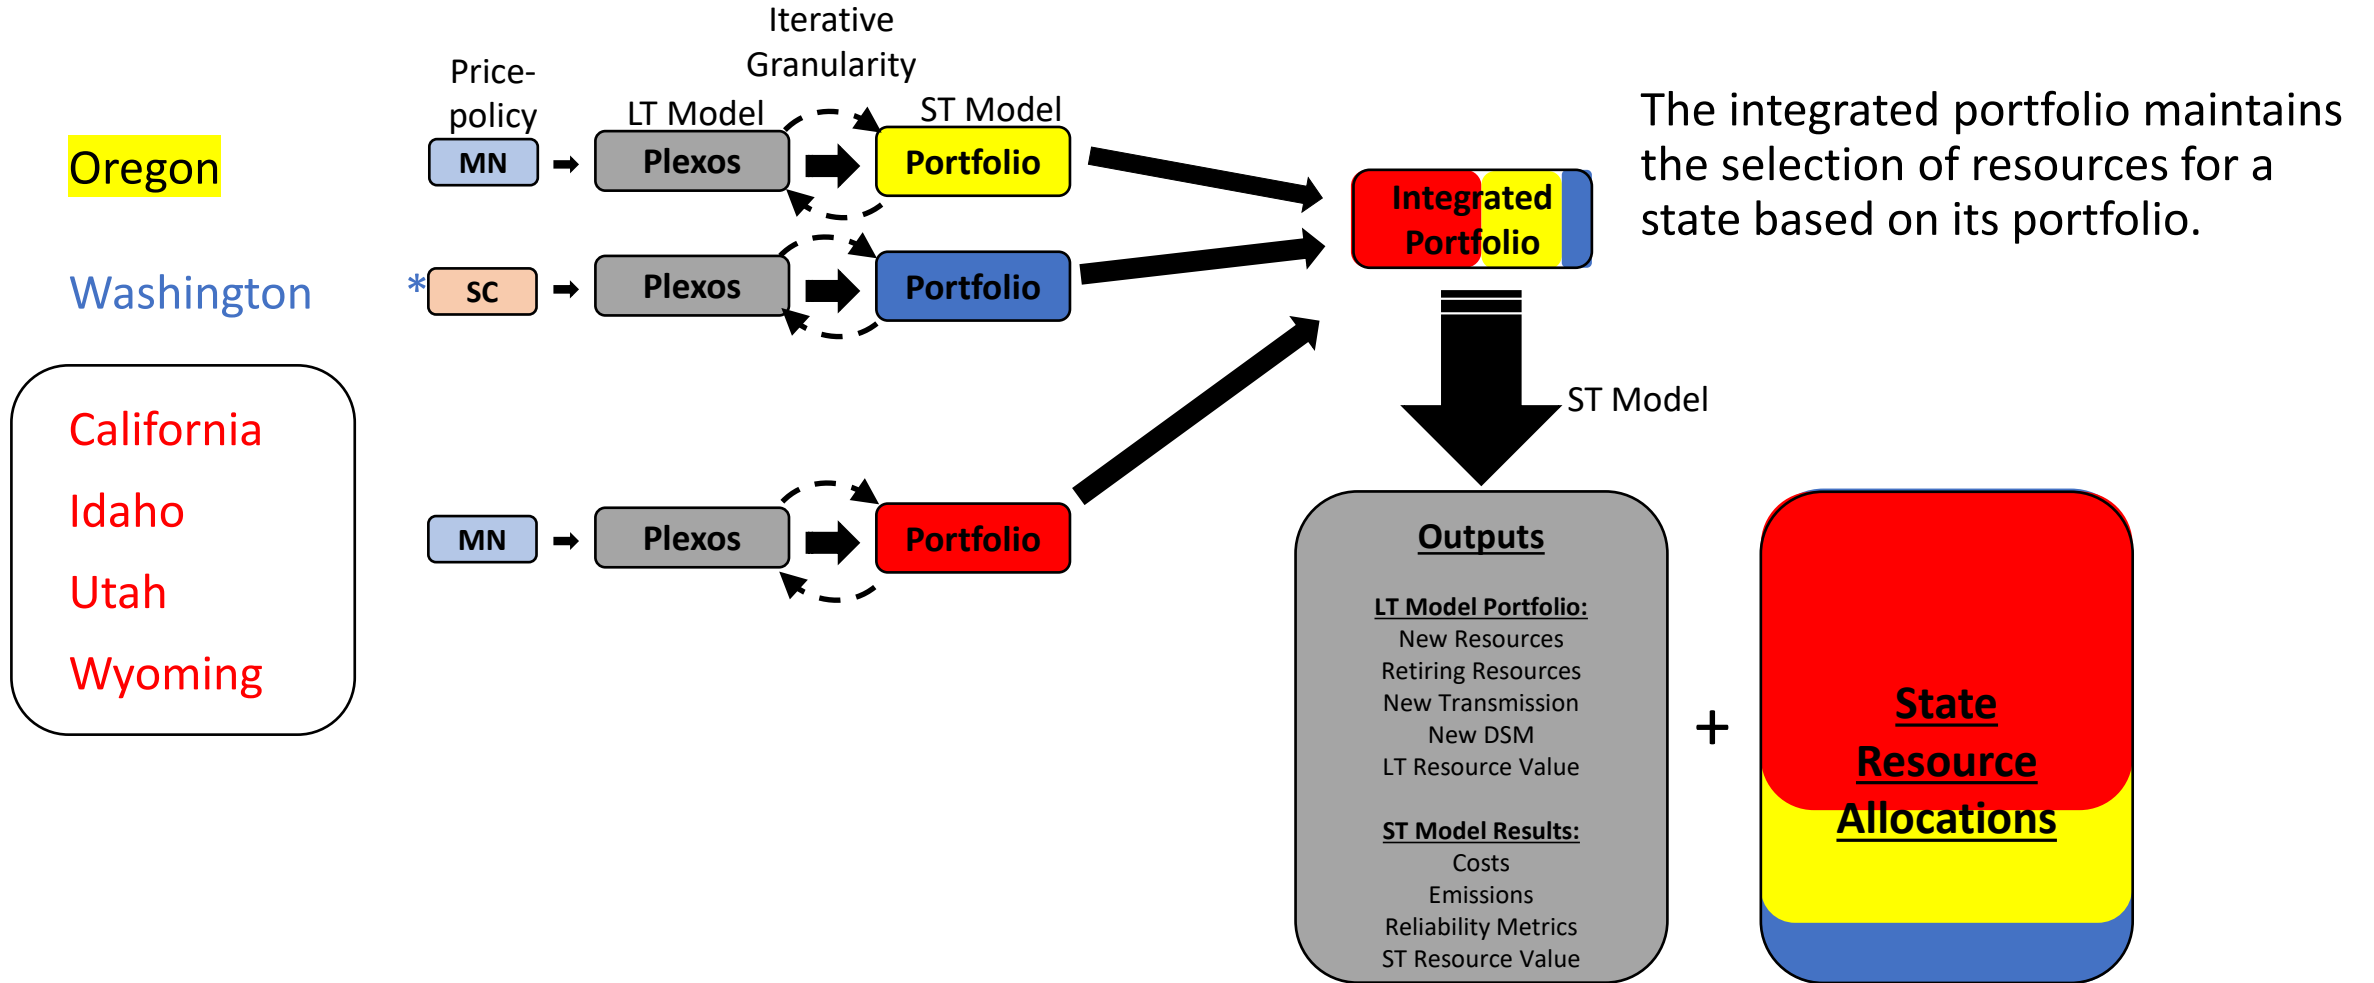 Iterative
Granularity
Price-
policy
LT Model
ST Model
Oregon
MN
Plexos
Portfolio
Washington
*
SC
Plexos
Portfolio
California
Idaho
Utah
Wyoming
MN
Plexos
Portfolio
Integrated
Portfolio
The integrated portfolio maintains
the selection of resources for a
state based on its portfolio.
ST Model
Outputs
LT Model Portfolio:
New Resources
Retiring Resources
New Transmission
New DSM
LT Resource Value
ST Model Results:
Costs
Emissions
Reliability Metrics
ST Resource Value
+
State
Resource
Allocations